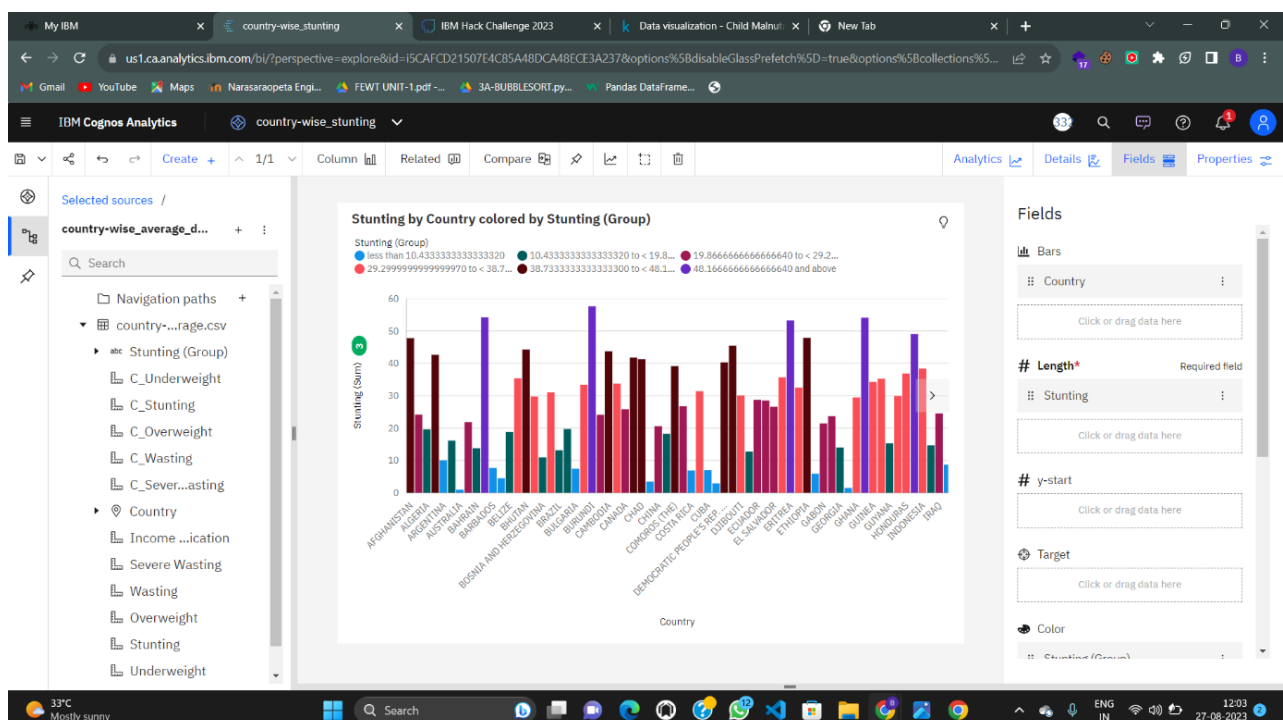 My IBM
country-wise_stunting
IBM Hack Challenge 2023
Data visualization - Child Malnut
New Tab
us1.ca.analytics.ibm.com/bi/?perspective=explore&id=i5CAFCD21507E4C85A48DCA48ECE3A237&options%5BdisableGlassPrefetch%5D=true&options%5Bcollections%5...
17
B
Gmail
YouTube
Maps
Narasaraopeta Engi...
FEWT UNIT-1.pdf -...
3A-BUBBLESORT.py...
Pandas DataFrame...
IBM Cognos Analytics
country-wise_stunting
332
1
Create +
1/1
Column
Related
Compare
Analytics
Details
Fields
Properties
Selected sources /
country-wise_average_d...
Search
Navigation paths +
country-...rage.csv
abc Stunting (Group)
C_Underweight
C_Stunting
C_Overweight
C_Wasting
C_Sever...asting
Country
Income ...ication
Severe Wasting
Wasting
Overweight
Stunting
Underweight
Stunting by Country colored by Stunting (Group)
Stunting (Group)
less than 10.4333333333333320
10.4333333333333320 to < 19.8...
19.8666666666666640 to < 29.2...
29.2999999999999970 to < 38.7...
38.7333333333333300 to < 48.1...
48.1666666666666640 and above
60
50
40
30
20
10
0
3
Stunting (Sum)
AFGHANISTAN
ALGERIA
ARGENTINA
AUSTRALIA
BAHRAIN
BARBADOS
BELIZE
BHUTAN
BOSNIA AND HERZEGOVINA
BRAZIL
BULGARIA
BURUNDI
CAMBODIA
CANADA
CHAD
CHINA
COMOROS (THE)
COSTA RICA
CUBA
DEMOCRATIC PEOPLE'S REP. ...
DJIBOUTI
ECUADOR
EL SALVADOR
ERITREA
ETHIOPIA
GABON
GEORGIA
GHANA
GUINEA
GUYANA
HONDURAS
INDONESIA
IRAQ
Country
Fields
Bars
Country
Click or drag data here
# Length*
Required field
Stunting
Click or drag data here
# y-start
Click or drag data here
Target
Click or drag data here
Color
Stunting (Group)
33°C
Mostly sunny
Search
12
ENG
IN
12:03
27-08-2023
2